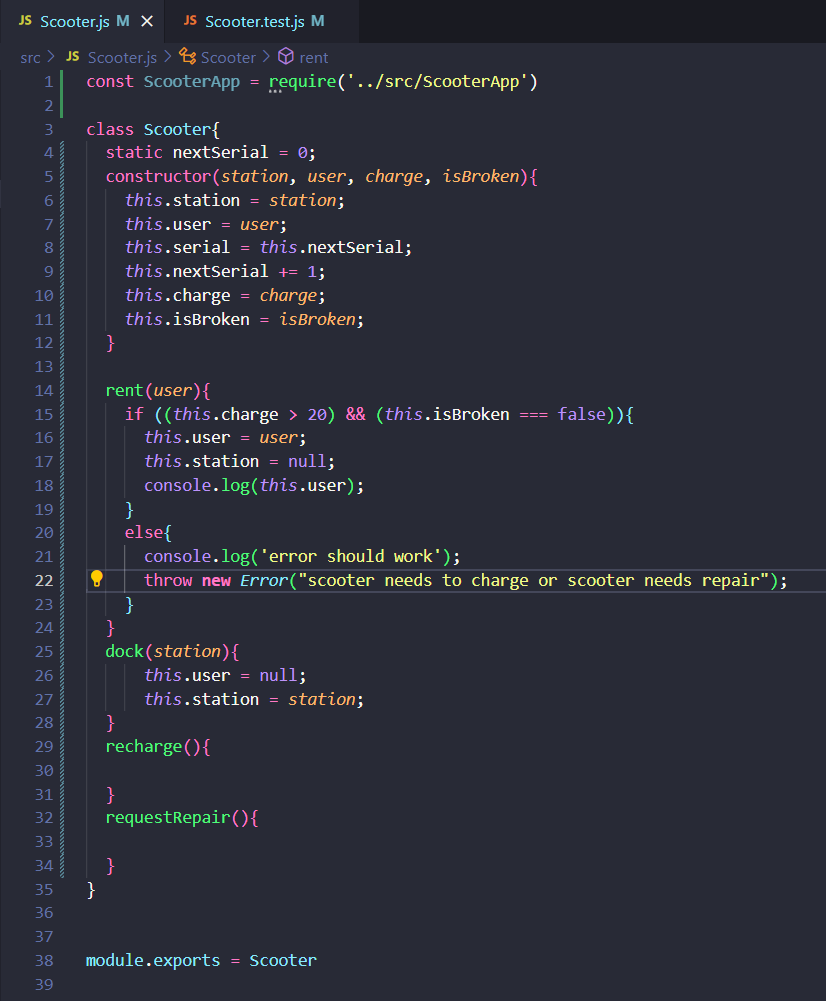 JS Scooter.js M × JS Scooter.test.js M
src > JS Scooter.js > Scooter > rent
1 const ScooterApp = require('../src/ScooterApp')
2
3 class Scooter{
4 static nextSerial = 0;
5 constructor(station, user, charge, isBroken){
6 this.station = station;
7 this.user = user;
8 this.serial = this.nextSerial;
9 this.nextSerial += 1;
10 this.charge = charge;
11 this.isBroken = isBroken;
12 }
13
14 rent(user){
15 if ((this.charge > 20) && (this.isBroken === false)){
16 this.user = user;
17 this.station = null;
18 console.log(this.user);
19 }
20 else{
21 console.log('error should work');
22 throw new Error("scooter needs to charge or scooter needs repair");
23 }
24 }
25 dock(station){
26 this.user = null;
27 this.station = station;
28 }
29 recharge(){
30
31 }
32 requestRepair(){
33
34 }
35 }
36
37
38 module.exports = Scooter
39